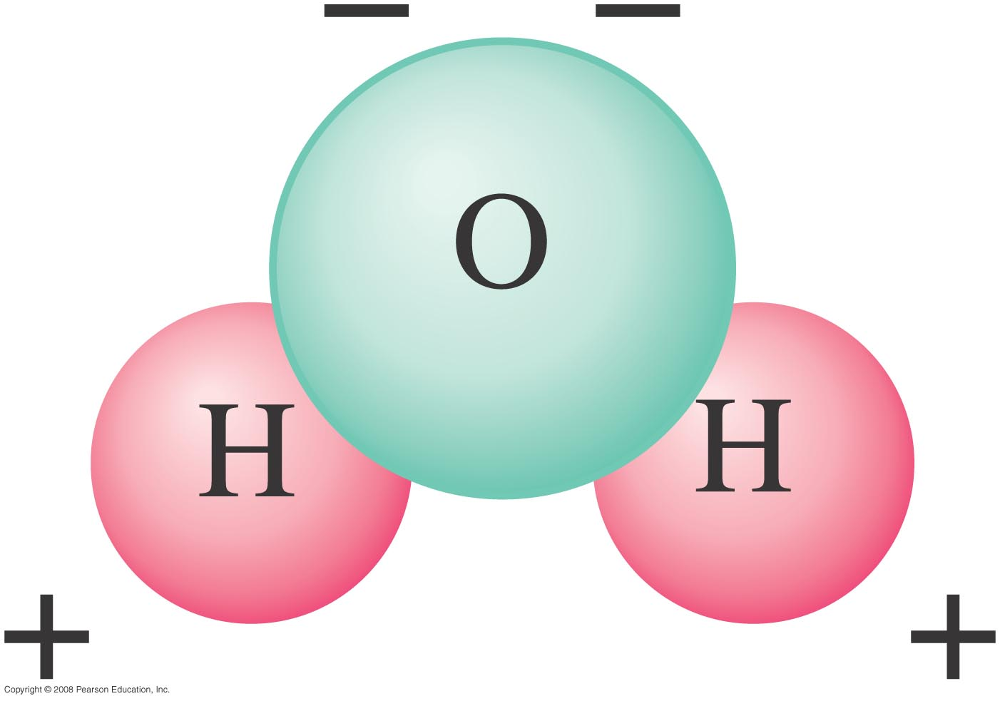 − −
O
H H
+ +
Copyright © 2008 Pearson Education, Inc.